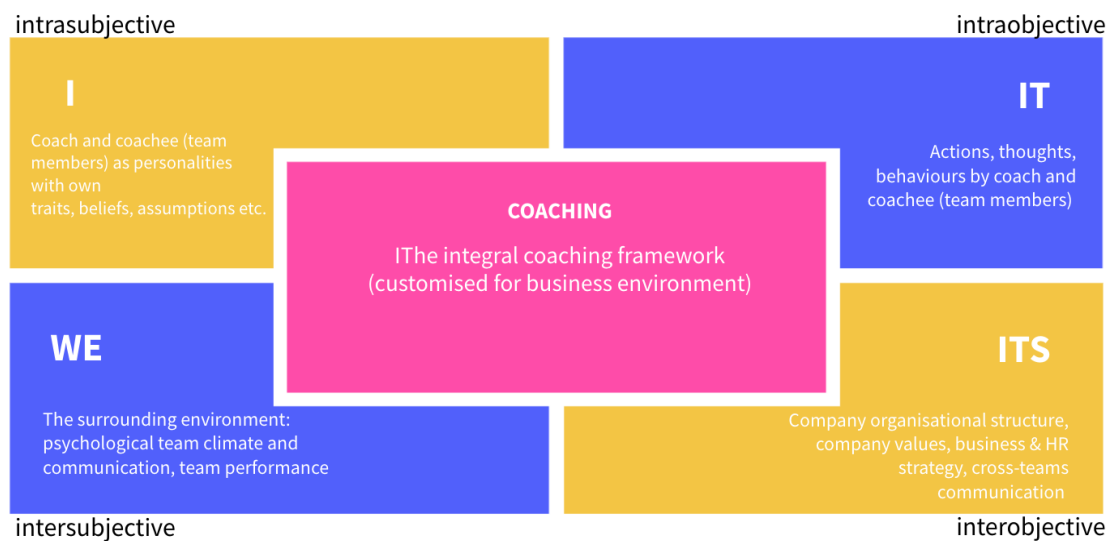 intrasubjective
intraobjective
I
Coach and coachee (team
members) as personalities
with own
traits, beliefs, assumptions etc.
IT
Actions, thoughts,
behaviours by coach and
coachee (team members)
COACHING
IThe integral coaching framework
(customised for business environment)
WE
The surrounding environment:
psychological team climate and
communication, team performance
ITS
Company organisational structure,
company values, business & HR
strategy, cross-teams
communication
intersubjective
interobjective